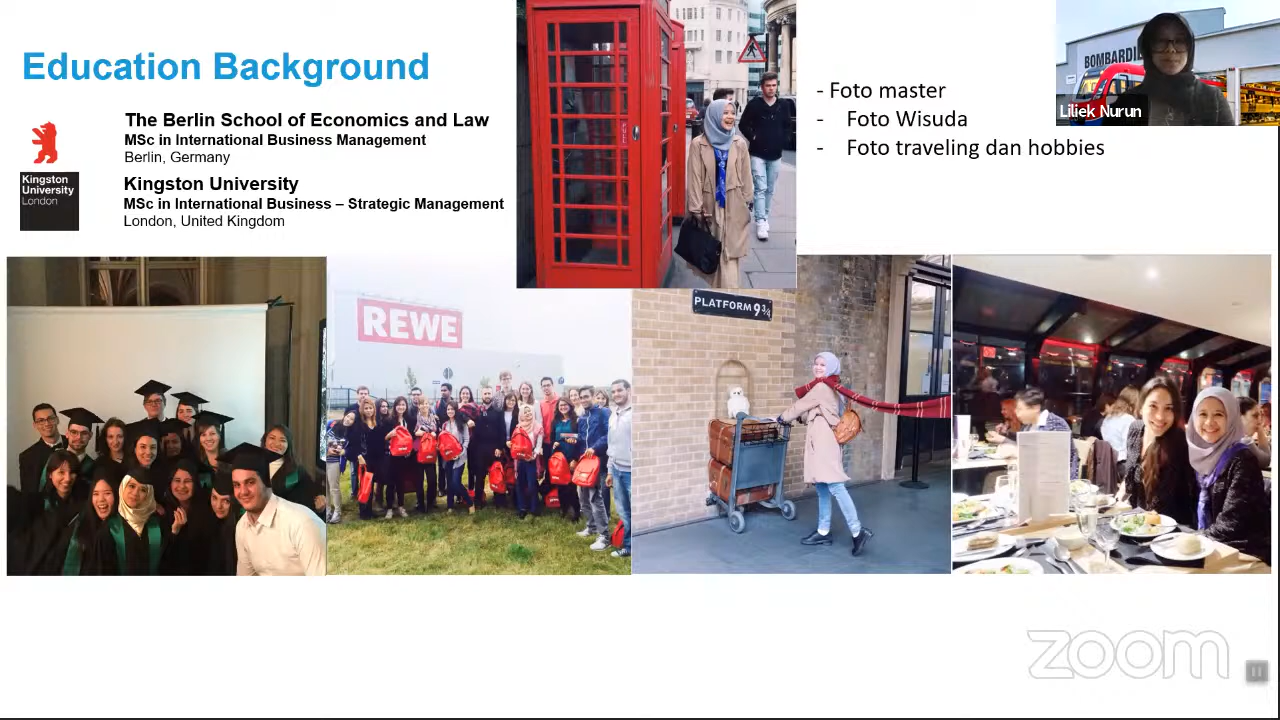 Education Background
The Berlin School of Economics and Law
MSc in International Business Management
Berlin, Germany
Kingston
University
London
Kingston University
MSc in International Business – Strategic Management
London, United Kingdom
- Foto master
- Foto Wisuda
- Foto traveling dan hobbies
BOMBARDI
Liliek Nurun
REWE
PLATFORM 9¾
zoom